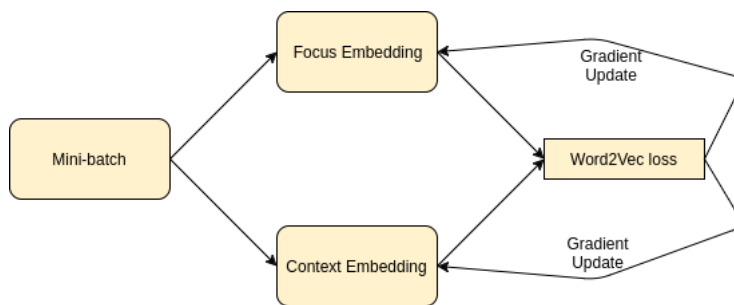 Focus Embedding
Gradient
Update
Mini-batch
Word2Vec loss
Gradient
Update
Context Embedding